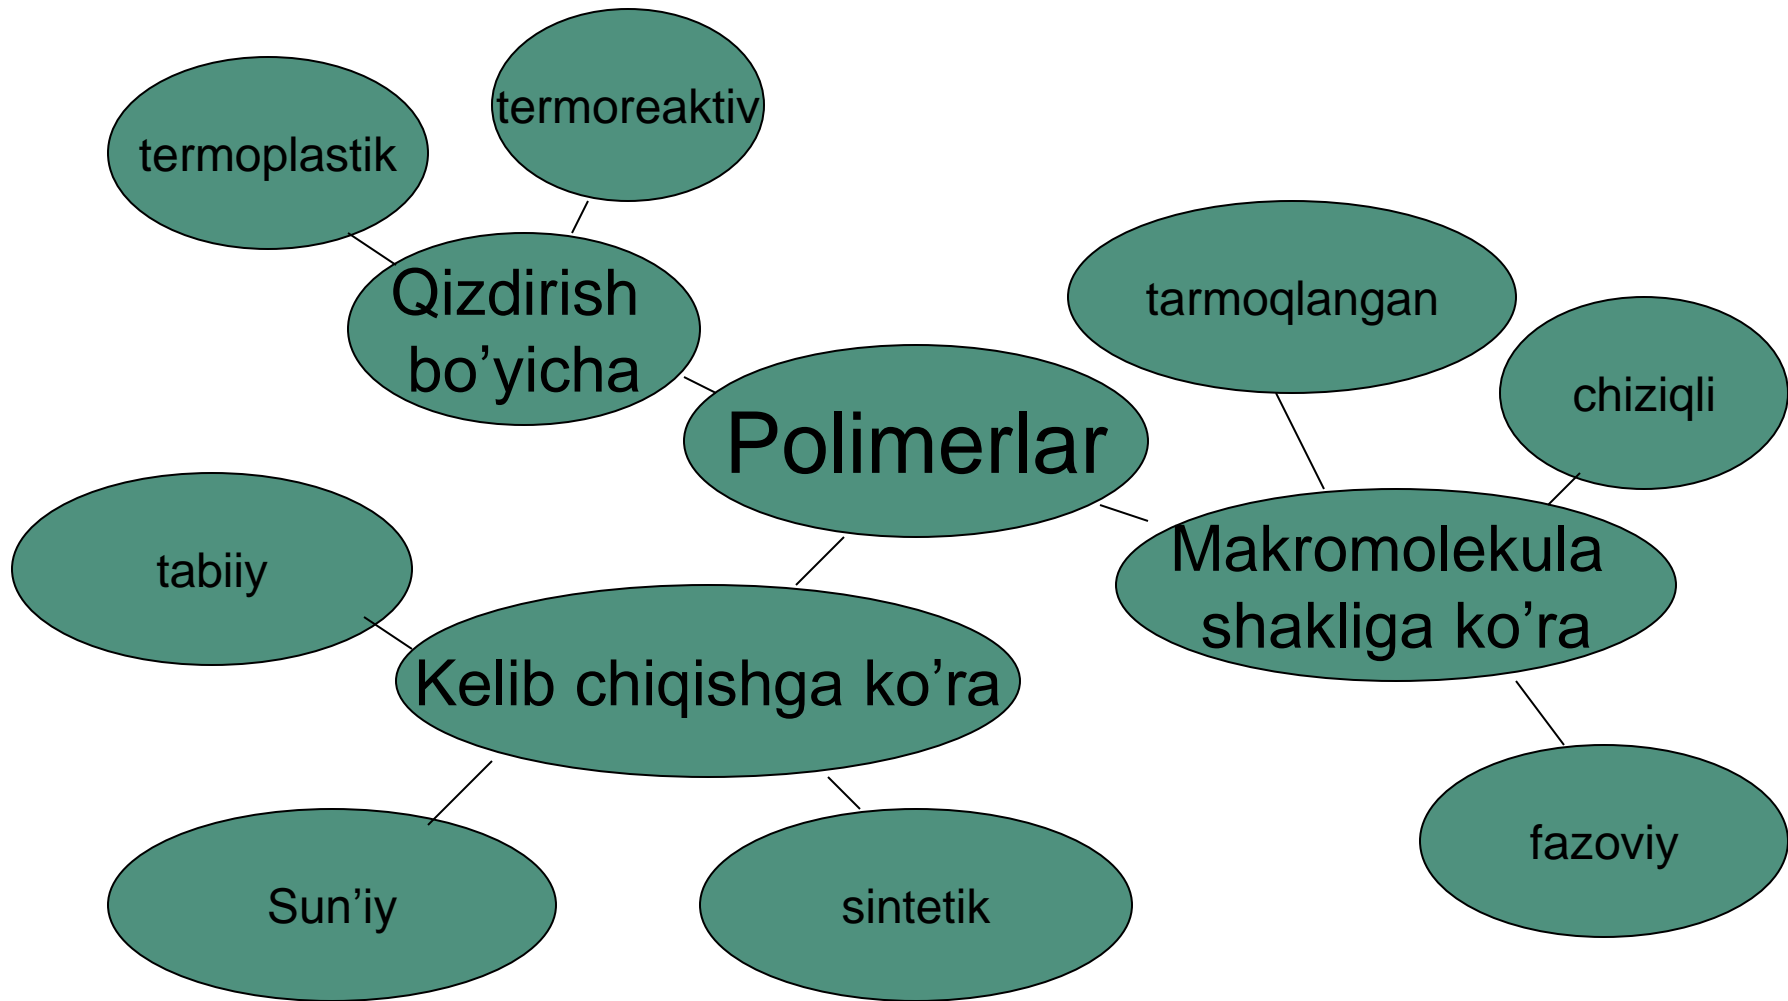 termoreaktiv
termoplastik
Qizdirish
bo’yicha
tarmoqlangan
chiziqli
Polimerlar
Makromolekula
shakliga ko’ra
tabiiy
Kelib chiqishga ko’ra
fazoviy
Sun’iy
sintetik